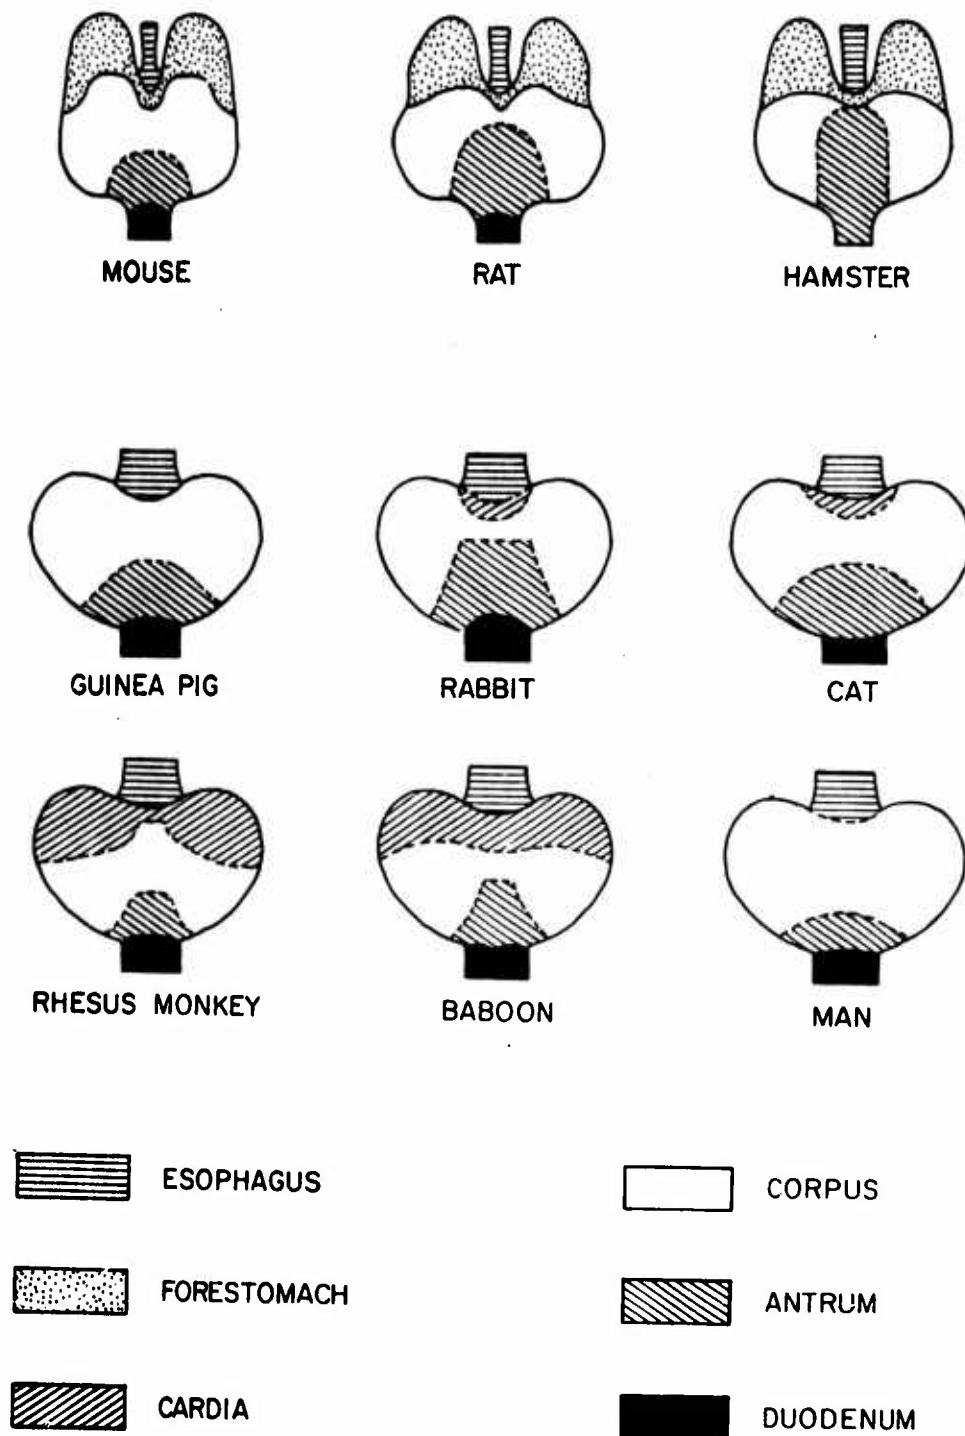 MOUSE
RAT
HAMSTER
GUINEA PIG
RABBIT
CAT
RHESUS MONKEY
BABOON
MAN
ESOPHAGUS
CORPUS
FORESTOMACH
ANTRUM
CARDIA
DUODENUM